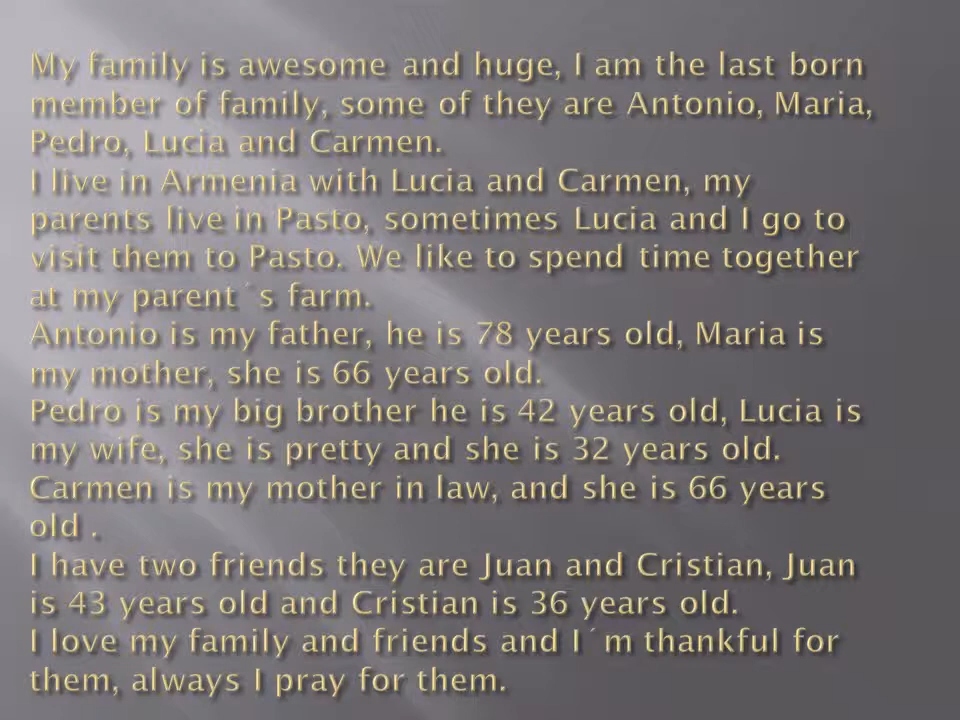 My family is awesome and huge, I am the last born
member of family, some of they are Antonio, Maria,
Pedro, Lucia and Carmen.
I live in Armenia with Lucia and Carmen, my
parents live in Pasto, sometimes Lucia and I go to
visit them to Pasto. We like to spend time together
at my parent´s farm.
Antonio is my father, he is 78 years old, Maria is
my mother, she is 66 years old.
Pedro is my big brother he is 42 years old, Lucia is
my wife, she is pretty and she is 32 years old.
Carmen is my mother in law, and she is 66 years
old .
I have two friends they are Juan and Cristian, Juan
is 43 years old and Cristian is 36 years old.
I love my family and friends and I´m thankful for
them, always I pray for them.